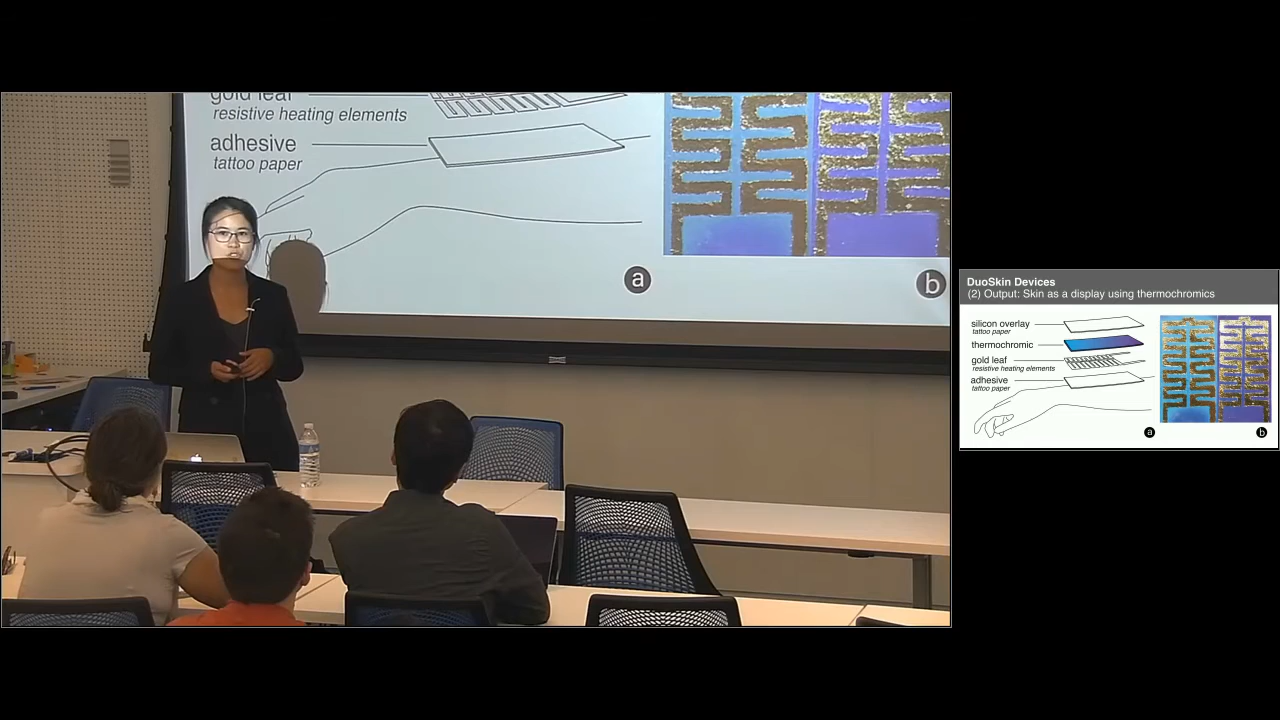 gold leaf
resistive heating elements
adhesive
tattoo paper
a
b
DuoSkin Devices
(2) Output: Skin as a display using thermochromics
silicon overlay
tattoo paper
thermochromic
gold leaf
resistive heating elements
adhesive
tattoo paper
a
b